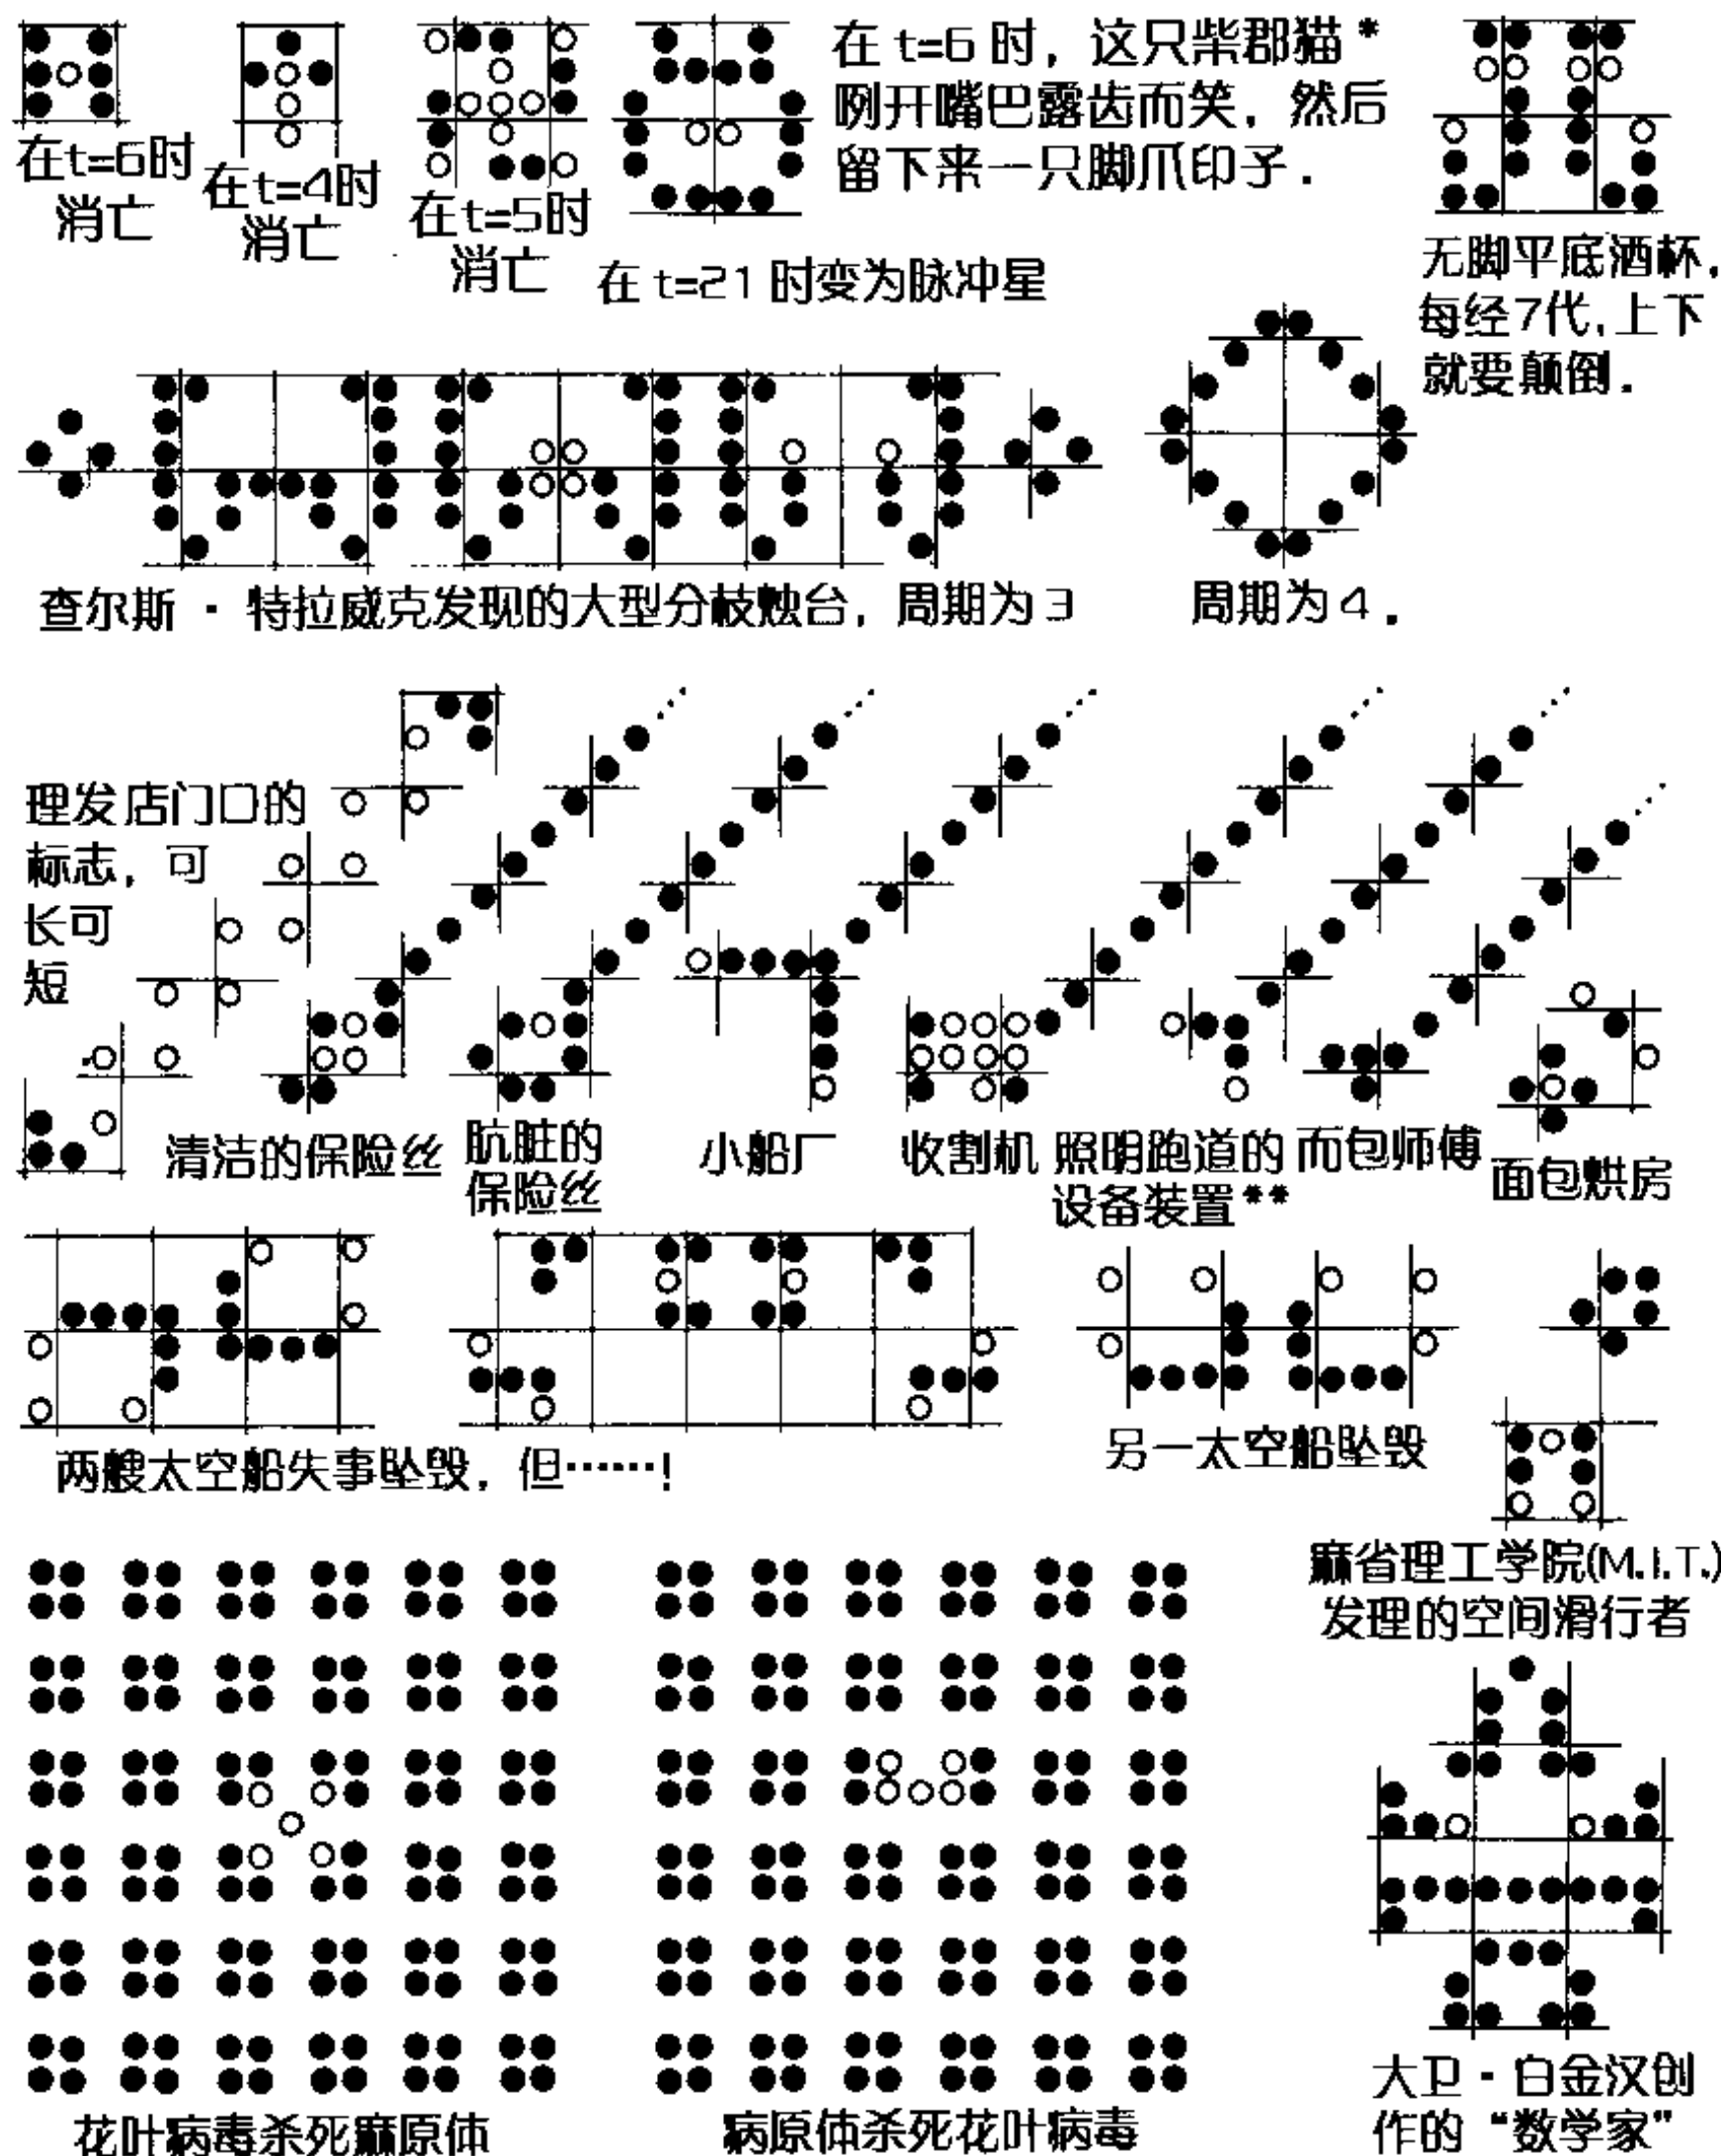 在t=6时
消亡
在t=4时
消亡
在t=5时
消亡
在 t=6 时，这只柴郡猫*
咧开嘴巴露齿而笑，然后
留下来一只脚爪印子．
在 t=21 时变为脉冲星
无脚平底酒杯，
每经7代，上下
就要颠倒．
查尔斯·特拉威克发现的大型分枝烛台，周期为3
周期为4．
理发店门口的
标志，可
长可
短
清洁的保险丝
肮脏的
保险丝
小船厂
收割机
照明跑道的
设备装置**
而包师傅
面包烘房
两艘太空船失事坠毁，但……！
另一太空船坠毁
麻省理工学院(M.I.T.)
发理的空间滑行者
花叶病毒杀死麻原体
病原体杀死花叶病毒
大卫·白金汉创
作的“数学家”